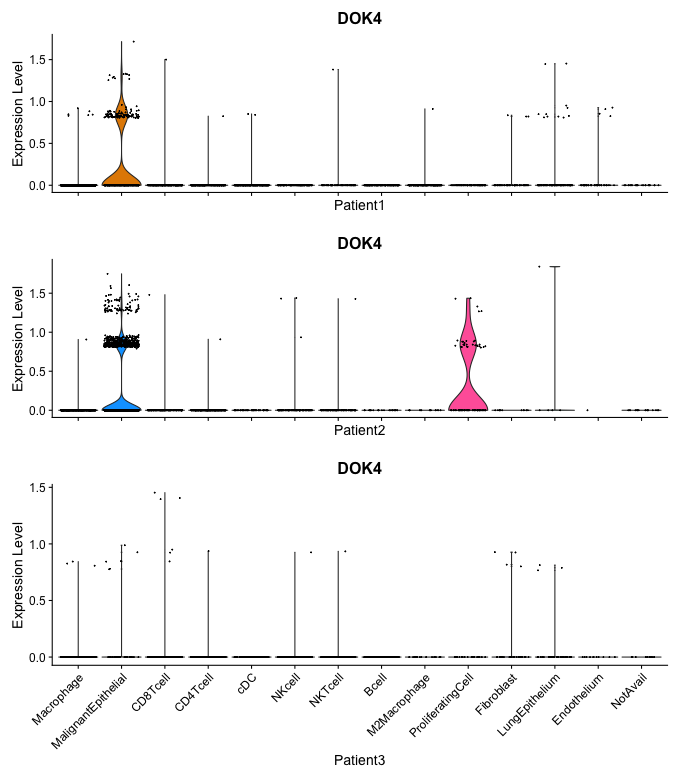 DOK4
Expression Level
1.5
1.0
0.5
0.0
Patient1
DOK4
Expression Level
1.5
1.0
0.5
0.0
Patient2
DOK4
Expression Level
1.5
1.0
0.5
0.0
Macrophage
MalignantEpithelial
CD8Tcell
CD4Tcell
cDC
NKcell
NKTcell
Bcell
M2Macrophage
ProliferatingCell
Fibroblast
LungEpithelium
Endothelium
NotAvail
Patient3